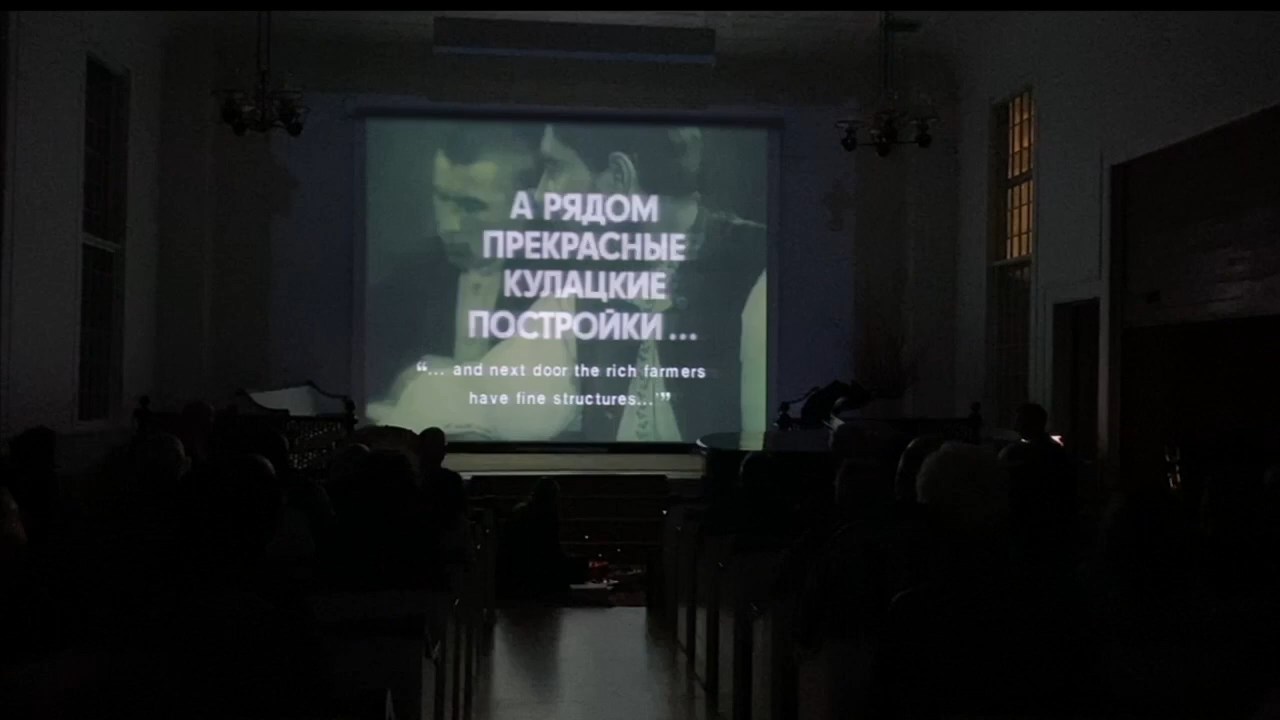 А РЯДОМ
ПРЕКРАСНЫЕ
КУЛАЦКИЕ
ПОСТРОЙКИ...
“... and next door the rich farmers
have fine structures...”